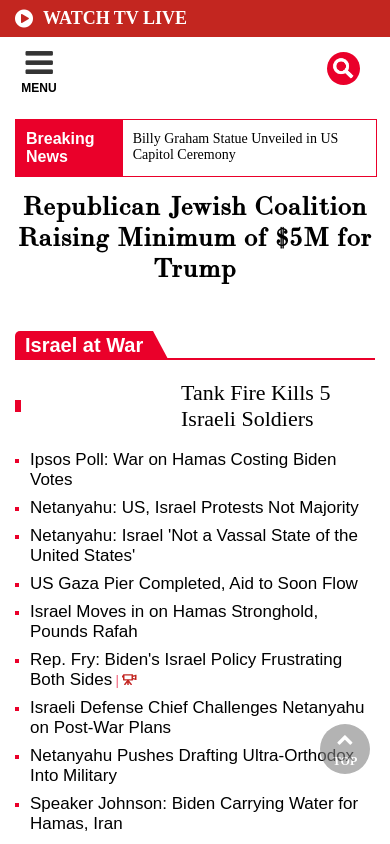 WATCH TV LIVE
MENU
Breaking
News
Billy Graham Statue Unveiled in US
Capitol Ceremony
Republican Jewish Coalition
Raising Minimum of $5M for
Trump
Israel at War
Tank Fire Kills 5
Israeli Soldiers
Ipsos Poll: War on Hamas Costing Biden
Votes
Netanyahu: US, Israel Protests Not Majority
Netanyahu: Israel 'Not a Vassal State of the
United States'
US Gaza Pier Completed, Aid to Soon Flow
Israel Moves in on Hamas Stronghold,
Pounds Rafah
Rep. Fry: Biden's Israel Policy Frustrating
Both Sides |
Israeli Defense Chief Challenges Netanyahu
on Post-War Plans
Netanyahu Pushes Drafting Ultra-Orthodox
Into Military
TOP
Speaker Johnson: Biden Carrying Water for
Hamas, Iran